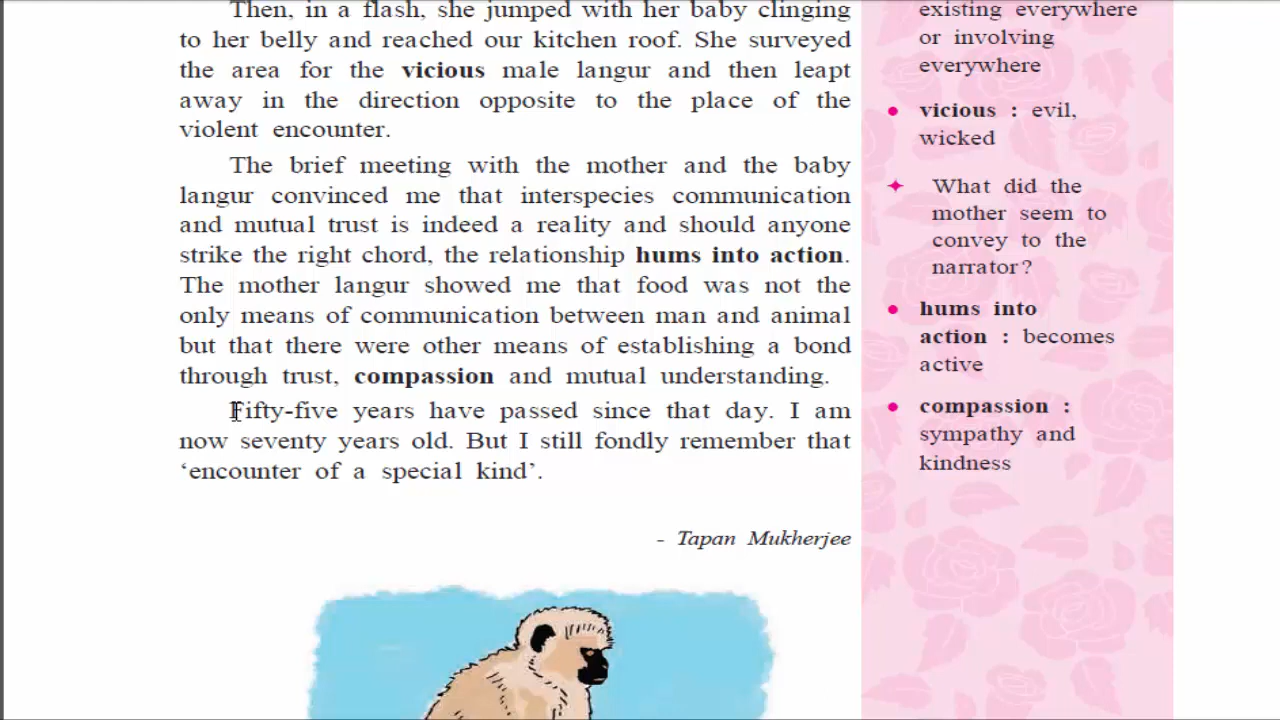 Then, in a flash, she jumped with her baby clinging
to her belly and reached our kitchen roof. She surveyed
the area for the vicious male langur and then leapt
away in the direction opposite to the place of the
violent encounter.
The brief meeting with the mother and the baby
langur convinced me that interspecies communication
and mutual trust is indeed a reality and should anyone
strike the right chord, the relationship hums into action.
The mother langur showed me that food was not the
only means of communication between man and animal
but that there were other means of establishing a bond
through trust, compassion and mutual understanding.
Fifty-five years have passed since that day. I am
now seventy years old. But I still fondly remember that
‘encounter of a special kind’.
- Tapan Mukherjee
existing everywhere
or involving
everywhere
• vicious : evil,
wicked
✦ What did the
mother seem to
convey to the
narrator?
• hums into
action : becomes
active
• compassion :
sympathy and
kindness